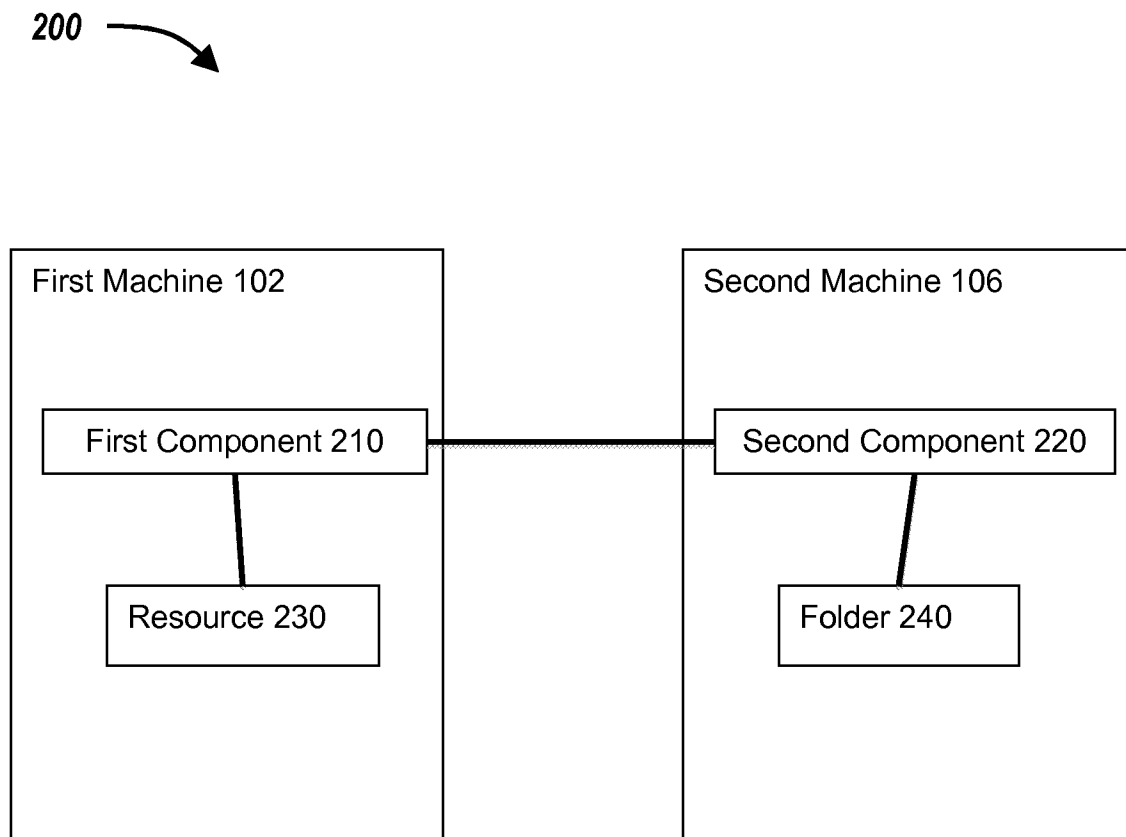 200
First Machine 102
Second Machine 106
First Component 210
Second Component 220
Resource 230
Folder 240